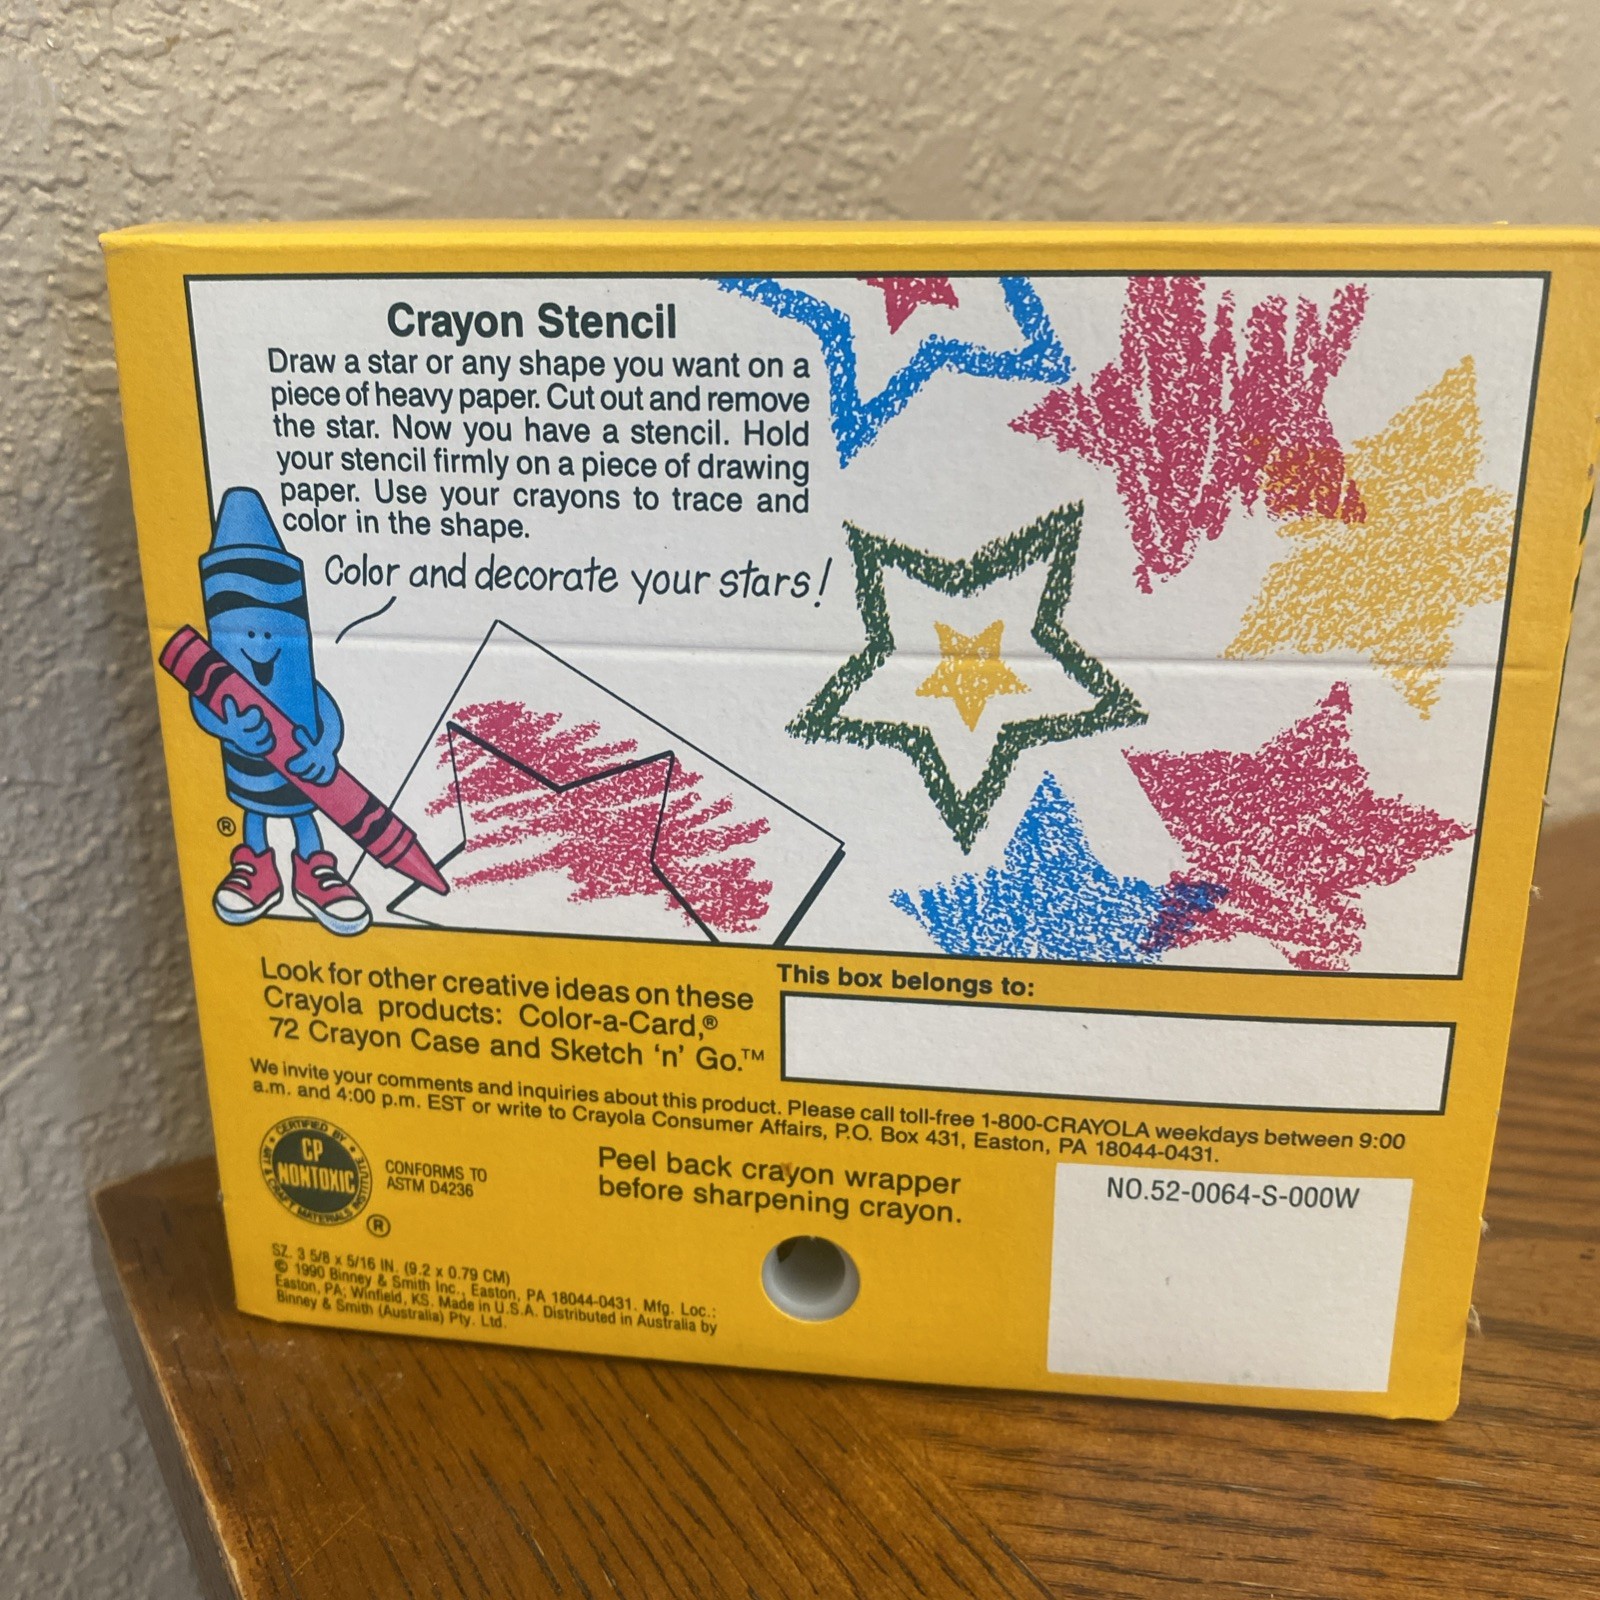 Crayon Stencil
Draw a star or any shape you want on a
piece of heavy paper. Cut out and remove
the star. Now you have a stencil. Hold
your stencil firmly on a piece of drawing
paper. Use your crayons to trace and
color in the shape.
Color and decorate your stars!
®
Look for other creative ideas on these
Crayola products: Color-a-Card,®
72 Crayon Case and Sketch 'n' Go.™
This box belongs to:
We invite your comments and inquiries about this product. Please call toll-free 1-800-CRAYOLA weekdays between 9:00
a.m. and 4:00 p.m. EST or write to Crayola Consumer Affairs, P.O. Box 431, Easton, PA 18044-0431.
CERTIFIED BY
CP
NONTOXIC
ART & CRAFT MATERIALS INSTITUTE
®
CONFORMS TO
ASTM D4236
Peel back crayon wrapper
before sharpening crayon.
NO.52-0064-S-000W
SZ. 3 5/8 x 5/16 IN. (9.2 x 0.79 CM)
© 1990 Binney & Smith Inc., Easton, PA 18044-0431. Mfg. Loc.:
Easton, PA; Winfield, KS. Made in U.S.A. Distributed in Australia by
Binney & Smith (Australia) Pty. Ltd.